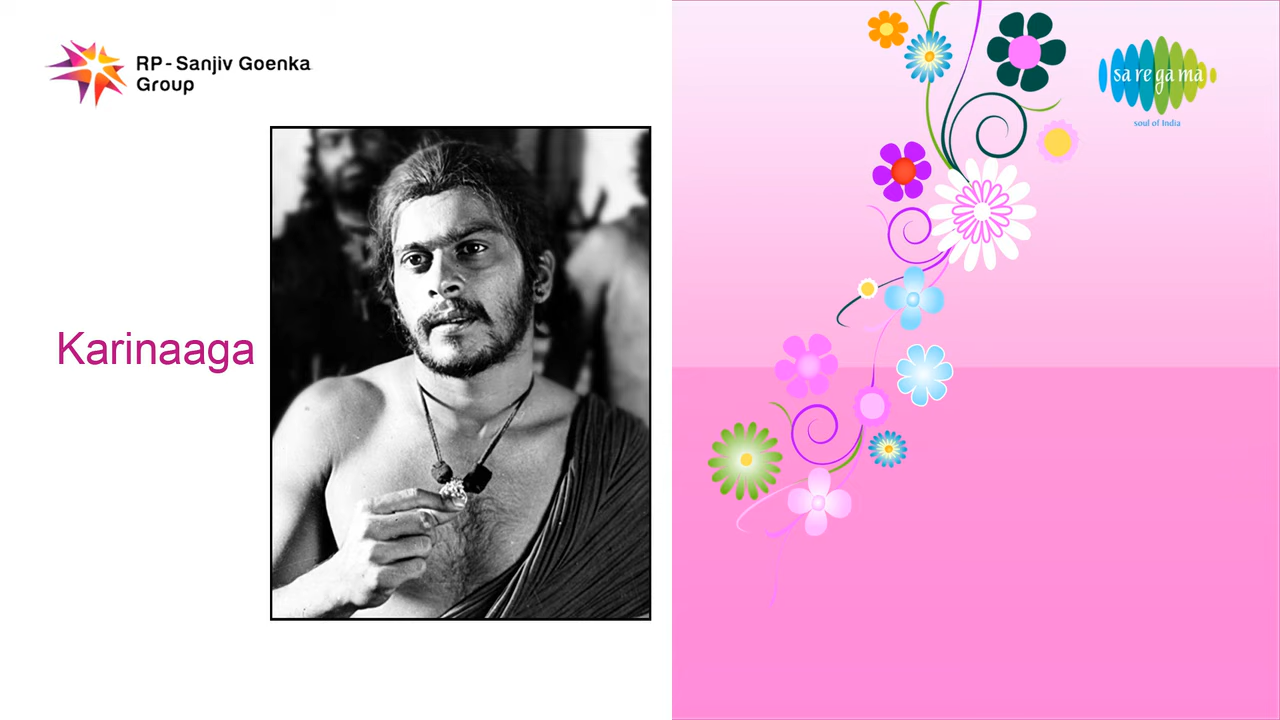 RP - Sanjiv Goenka
Group
Karinaaga
sa re ga ma
soul of India